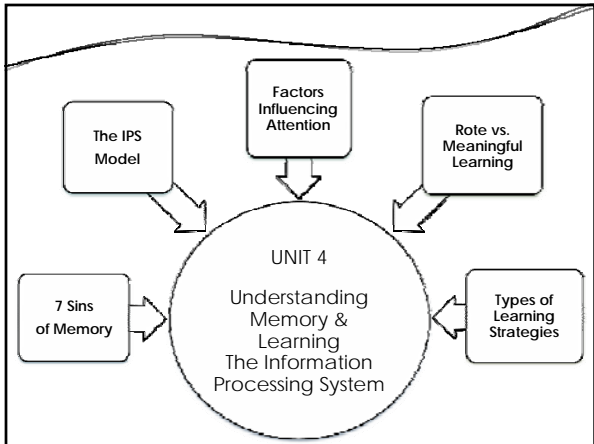 Factors
Influencing
Attention
The IPS
Model
Rote vs.
Meaningful
Learning
UNIT 4
Understanding
Memory &
Learning
The Information
Processing System
7 Sins
of Memory
Types of
Learning
Strategies